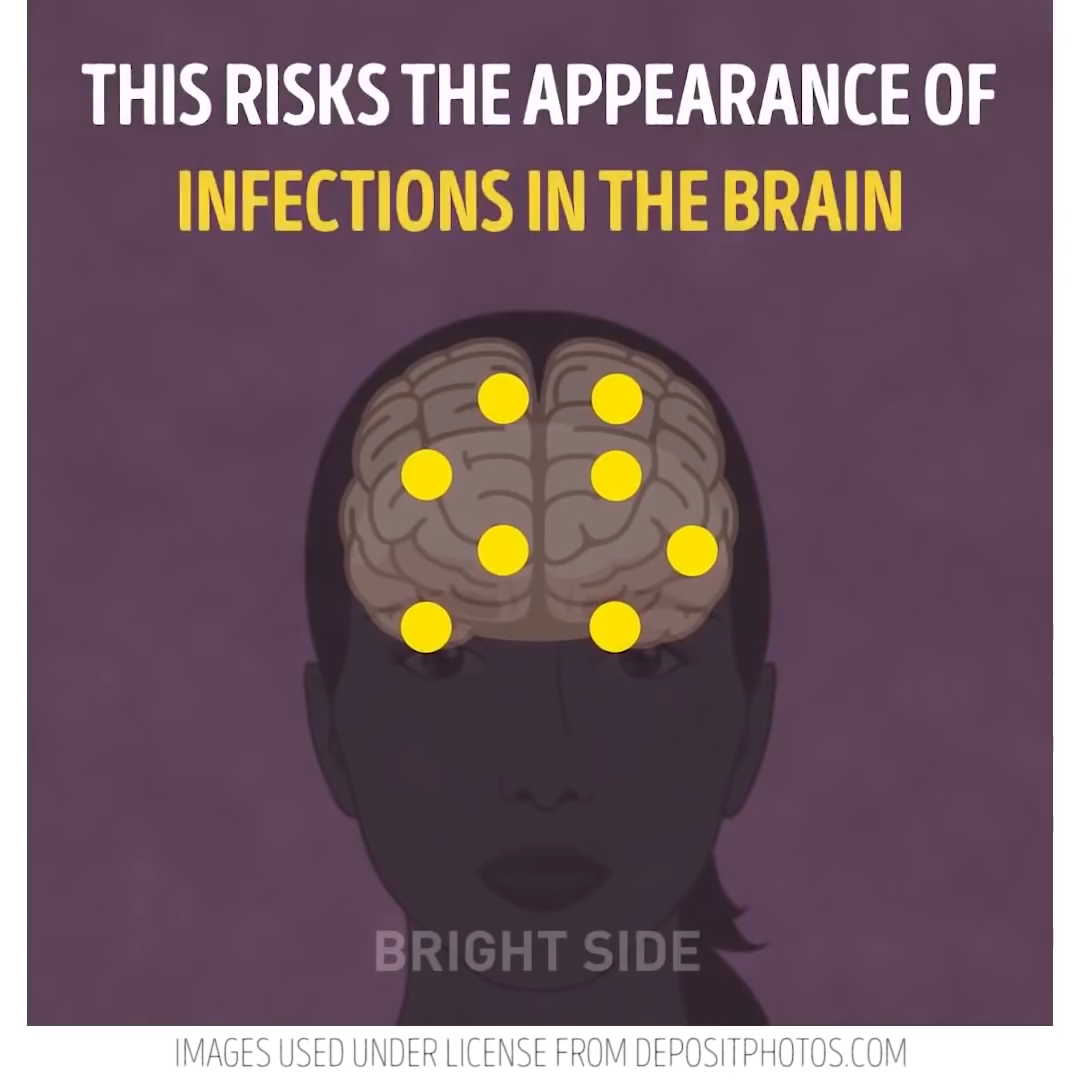 THIS RISKS THE APPEARANCE OF
INFECTIONS IN THE BRAIN
BRIGHT SIDE
IMAGES USED UNDER LICENSE FROM DEPOSITPHOTOS.COM